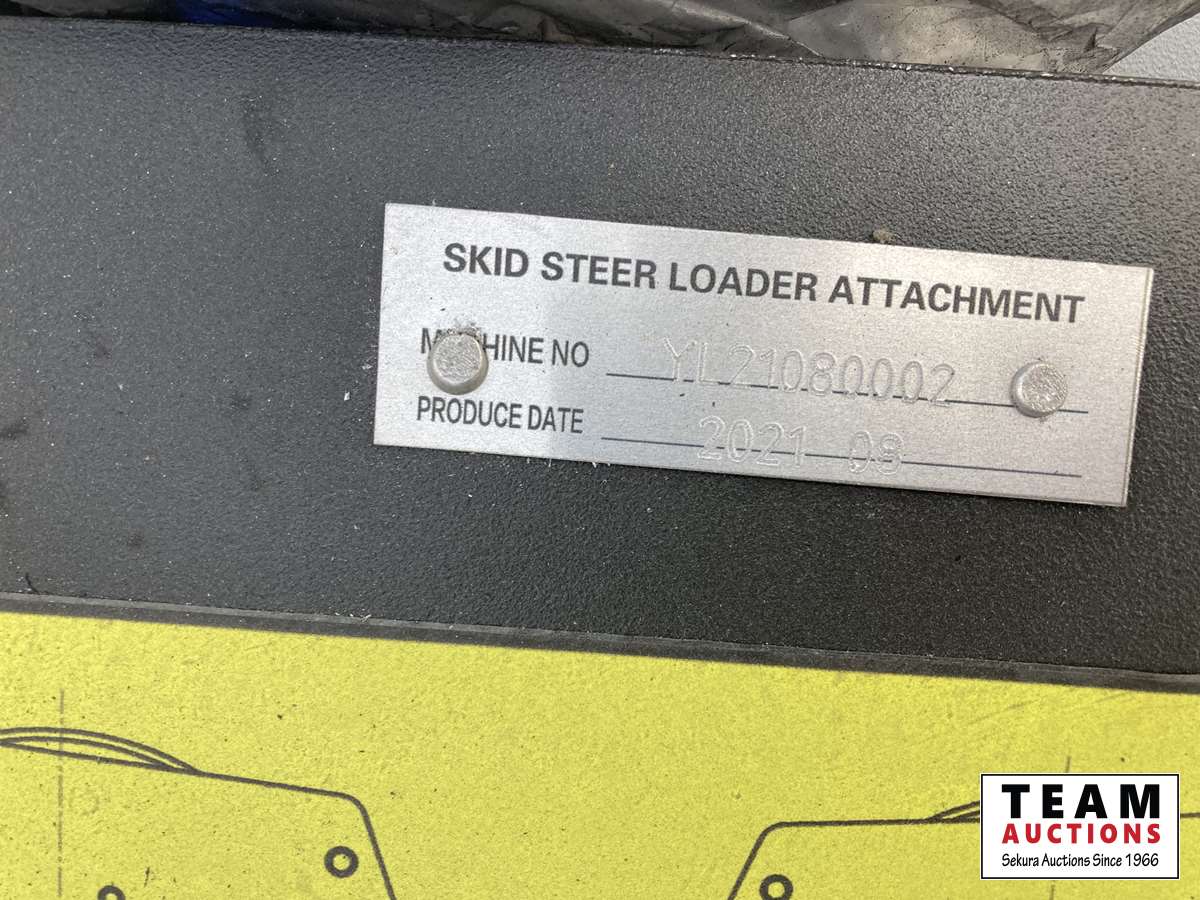 SKID STEER LOADER ATTACHMENT
MACHINE NO YL21080002
PRODUCE DATE 2021 08
TEAM
AUCTIONS
Sekura Auctions Since 1966